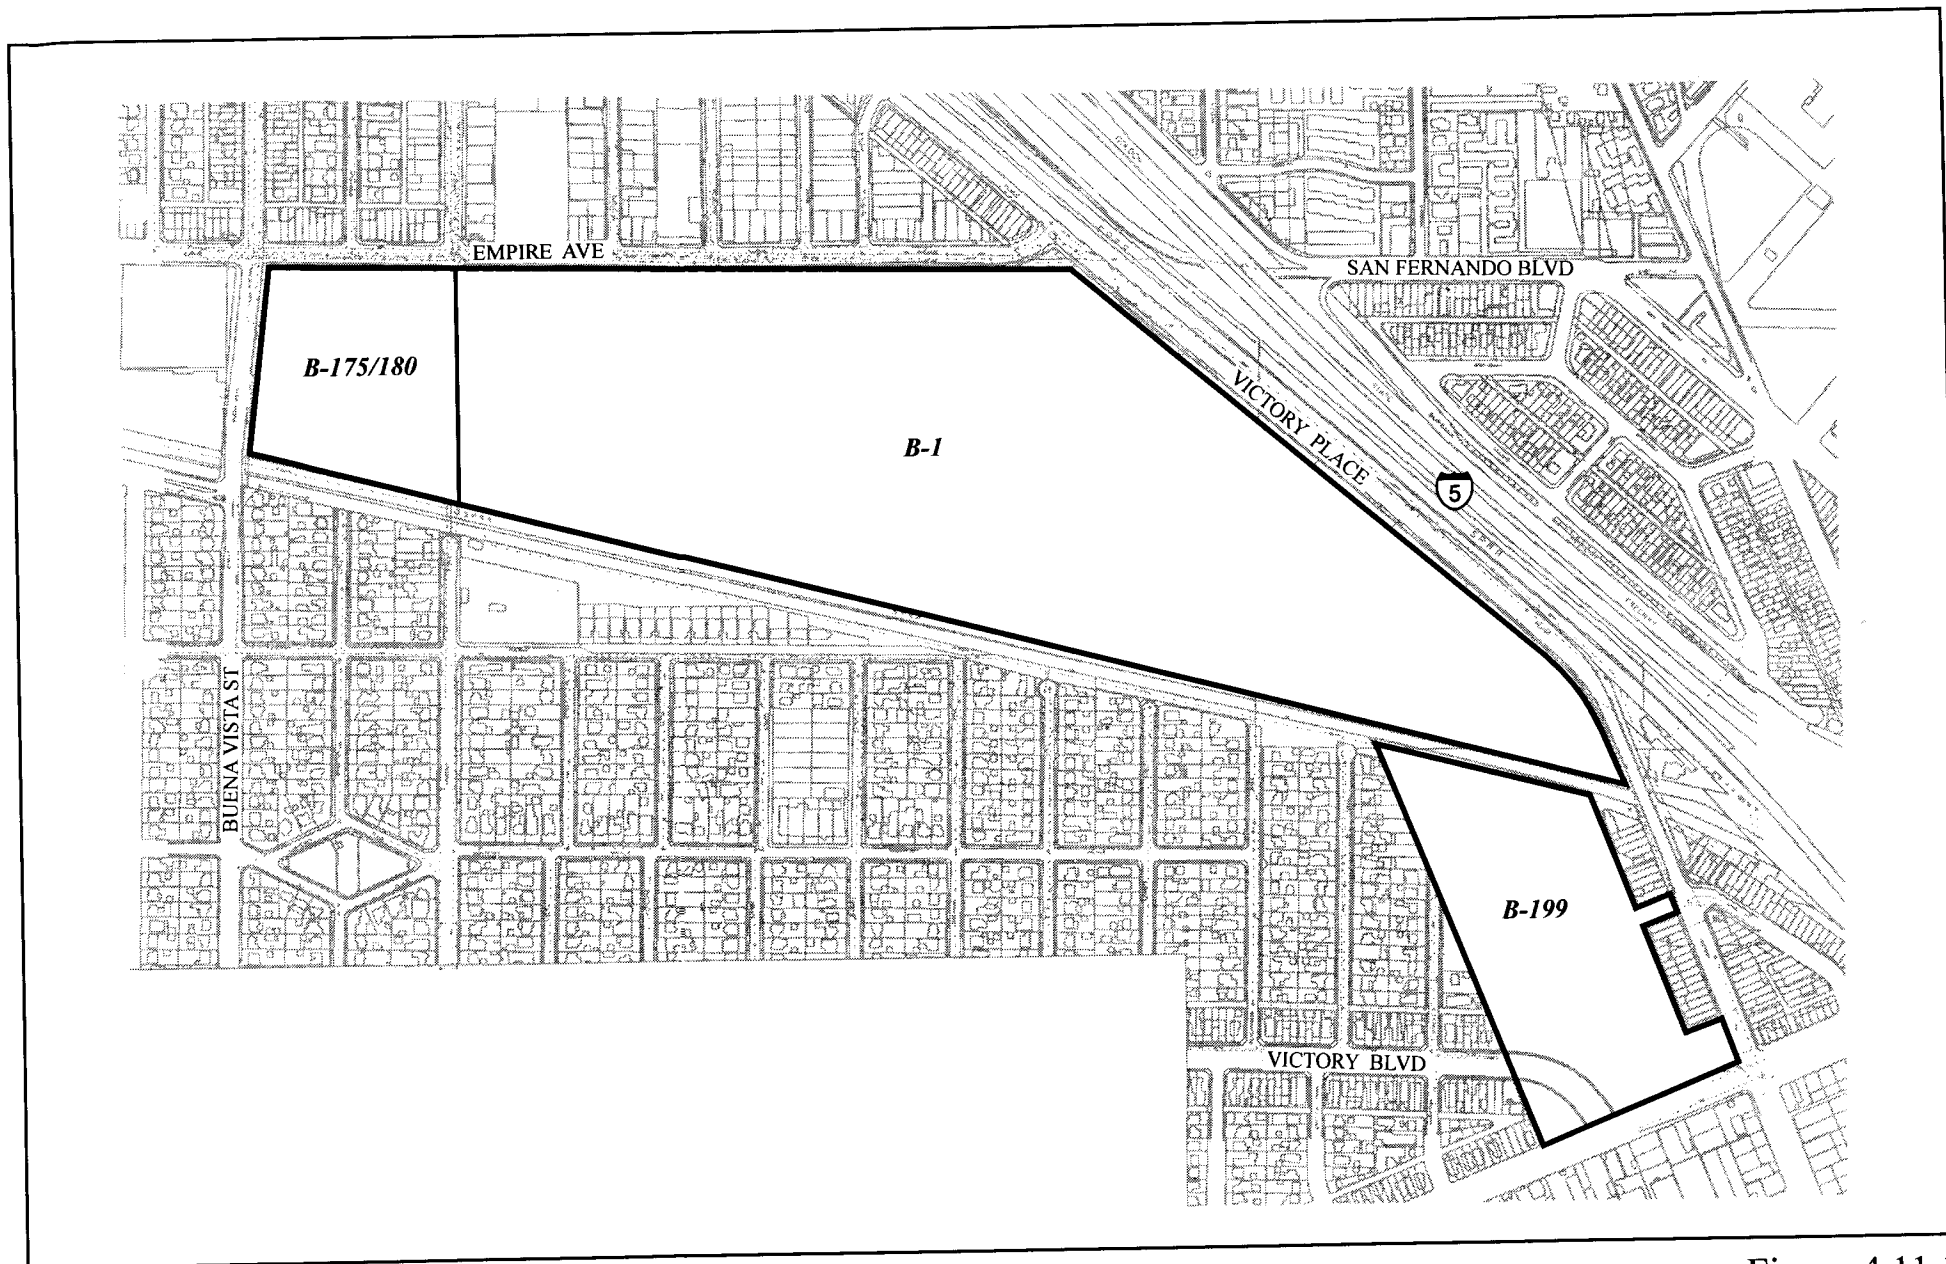 EMPIRE AVE
SAN FERNANDO BLVD
B-175/180
VICTORY PLACE
B-1
5
BUENA VISTA ST
B-199
VICTORY BLVD